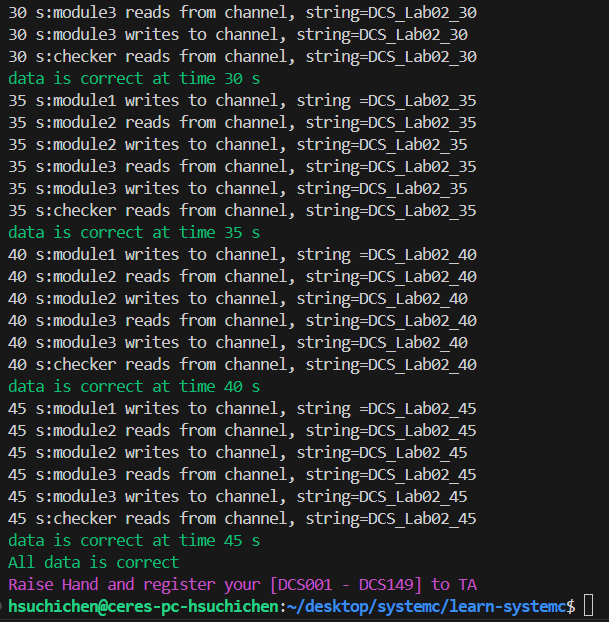 30 s:module3 reads from channel, string=DCS_Lab02_30
30 s:module3 writes to channel, string=DCS_Lab02_30
30 s:checker reads from channel, string=DCS_Lab02_30
data is correct at time 30 s
35 s:module1 writes to channel, string =DCS_Lab02_35
35 s:module2 reads from channel, string=DCS_Lab02_35
35 s:module2 writes to channel, string=DCS_Lab02_35
35 s:module3 reads from channel, string=DCS_Lab02_35
35 s:module3 writes to channel, string=DCS_Lab02_35
35 s:checker reads from channel, string=DCS_Lab02_35
data is correct at time 35 s
40 s:module1 writes to channel, string =DCS_Lab02_40
40 s:module2 reads from channel, string=DCS_Lab02_40
40 s:module2 writes to channel, string=DCS_Lab02_40
40 s:module3 reads from channel, string=DCS_Lab02_40
40 s:module3 writes to channel, string=DCS_Lab02_40
40 s:checker reads from channel, string=DCS_Lab02_40
data is correct at time 40 s
45 s:module1 writes to channel, string =DCS_Lab02_45
45 s:module2 reads from channel, string=DCS_Lab02_45
45 s:module2 writes to channel, string=DCS_Lab02_45
45 s:module3 reads from channel, string=DCS_Lab02_45
45 s:module3 writes to channel, string=DCS_Lab02_45
45 s:checker reads from channel, string=DCS_Lab02_45
data is correct at time 45 s
All data is correct
Raise Hand and register your [DCS001 - DCS149] to TA
hsuchichen@ceres-pc-hsuchichen:~/desktop/systemc/learn-systemc$